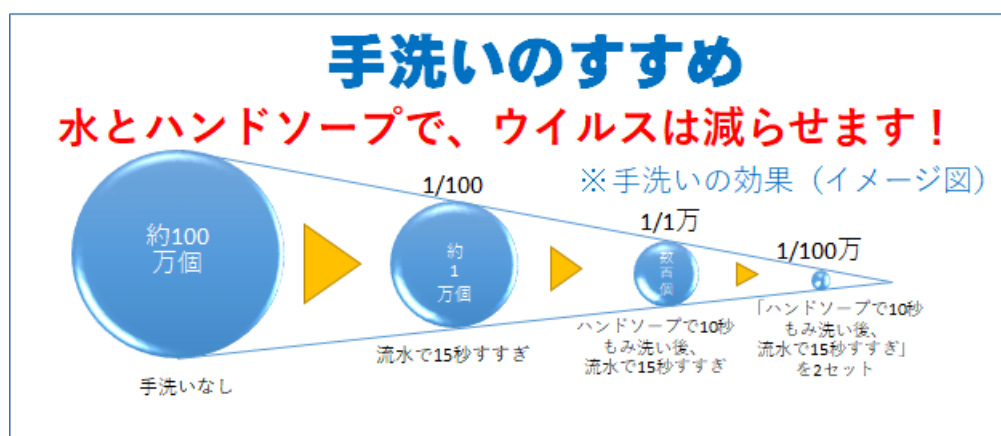 手洗いのすすめ
水とハンドソープで、ウイルスは減らせます！
※手洗いの効果（イメージ図）
約100
万個
手洗いなし
1/100
約
1
万個
流水で15秒すすぎ
1/1万
数
百
個
ハンドソープで10秒
もみ洗い後、
流水で15秒すすぎ
1/100万
「ハンドソープで10秒
もみ洗い後、
流水で15秒すすぎ」
を2セット